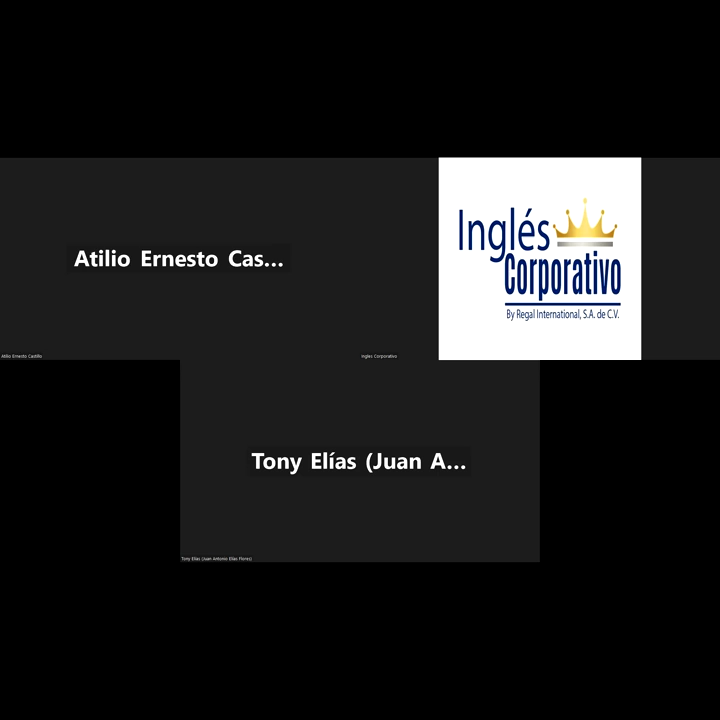 Atilio Ernesto Cas...
Inglés
Corporativo
By Regal International, S.A. de C.V.
Atilio Ernesto Castillo
Ingles Corporativo
Tony Elías (Juan A...
Tony Elías (Juan Antonio Elías Flores)